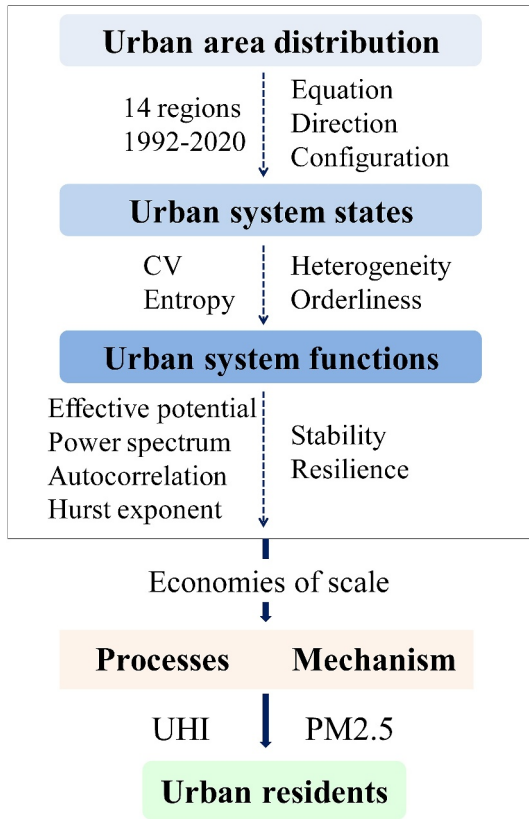 Urban area distribution
14 regions
1992-2020
Equation
Direction
Configuration
Urban system states
CV
Entropy
Heterogeneity
Orderliness
Urban system functions
Effective potential
Power spectrum
Autocorrelation
Hurst exponent
Stability
Resilience
Economies of scale
Processes Mechanism
UHI PM2.5
Urban residents